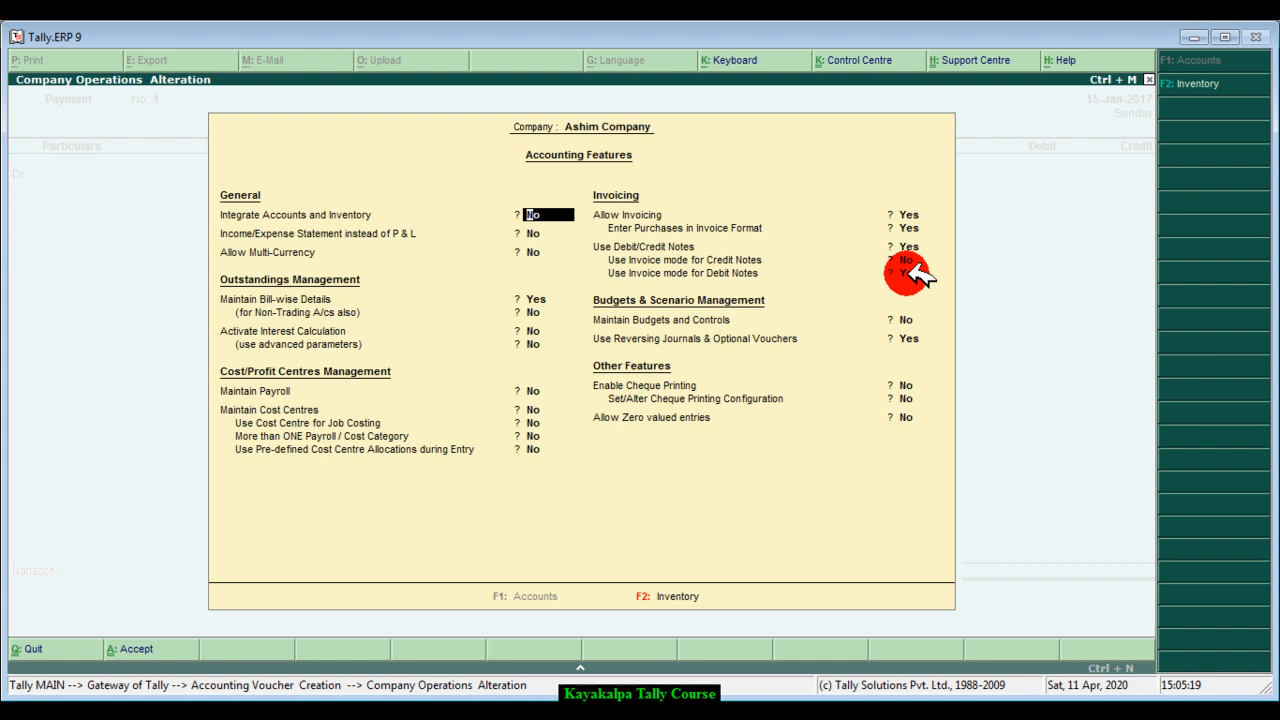 Tally.ERP 9
P: Print E: Export M: E-Mail O: Upload G: Language K: Keyboard K: Control Centre H: Support Centre H: Help F1: Accounts
Company Operations Alteration Ctrl + M
F2: Inventory
Payment No. 1 15-Jan-2017
Sunday
Particulars Debit Credit
Dr
Company : Ashim Company
Accounting Features
General
Integrate Accounts and Inventory ? No
Income/Expense Statement instead of P & L ? No
Allow Multi-Currency ? No
Outstandings Management
Maintain Bill-wise Details ? Yes
(for Non-Trading A/cs also) ? No
Activate Interest Calculation ? No
(use advanced parameters) ? No
Cost/Profit Centres Management
Maintain Payroll ? No
Maintain Cost Centres ? No
Use Cost Centre for Job Costing ? No
More than ONE Payroll / Cost Category ? No
Use Pre-defined Cost Centre Allocations during Entry ? No
Invoicing
Allow Invoicing ? Yes
Enter Purchases in Invoice Format ? Yes
Use Debit/Credit Notes ? Yes
Use Invoice mode for Credit Notes ? No
Use Invoice mode for Debit Notes ?
Budgets & Scenario Management
Maintain Budgets and Controls ? No
Use Reversing Journals & Optional Vouchers ? Yes
Other Features
Enable Cheque Printing ? No
Set/Alter Cheque Printing Configuration ? No
Allow Zero valued entries ? No
Narration :
F1: Accounts F2: Inventory
Q: Quit A: Accept
Ctrl + N
Tally MAIN --> Gateway of Tally --> Accounting Voucher Creation --> Company Operations Alteration (c) Tally Solutions Pvt. Ltd., 1988-2009 Sat, 11 Apr, 2020 15:05:19
Kayakalpa Tally Course